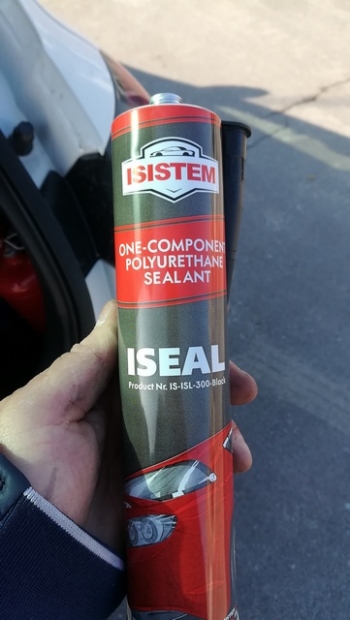 ISISTEM
ONE-COMPONENT
POLYURETHANE
SEALANT
ISEAL
Product Nr. IS-ISL-300-Black